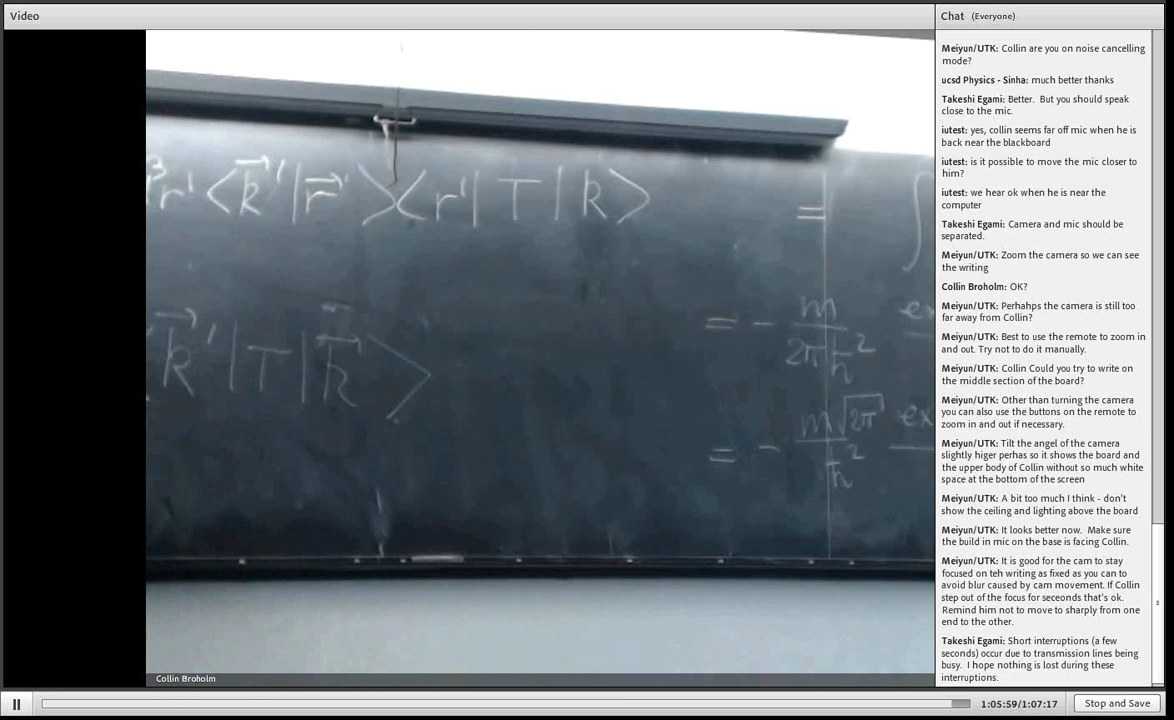 Video
Chat (Everyone)
r' <k⃗'|r⃗'><r'|T|k> = ∫
= - m
2πħ²
k⃗'|T|k⃗>
= - m√2π
ħ²
Collin Broholm
Meiyun/UTK: Collin are you on noise cancelling
mode?
ucsd Physics - Sinha: much better thanks
Takeshi Egami: Better. But you should speak
close to the mic.
iutest: yes, collin seems far off mic when he is
back near the blackboard
iutest: is it possible to move the mic closer to
him?
iutest: we hear ok when he is near the
computer
Takeshi Egami: Camera and mic should be
separated.
Meiyun/UTK: Zoom the camera so we can see
the writing
Collin Broholm: OK?
Meiyun/UTK: Perhahps the camera is still too
far away from Collin?
Meiyun/UTK: Best to use the remote to zoom in
and out. Try not to do it manually.
Meiyun/UTK: Collin Could you try to write on
the middle section of the board?
Meiyun/UTK: Other than turning the camera
you can also use the buttons on the remote to
zoom in and out if necessary.
Meiyun/UTK: Tilt the angel of the camera
slightly higer perhas so it shows the board and
the upper body of Collin without so much white
space at the bottom of the screen
Meiyun/UTK: A bit too much I think - don't
show the ceiling and lighting above the board
Meiyun/UTK: It looks better now. Make sure
the build in mic on the base is facing Collin.
Meiyun/UTK: It is good for the cam to stay
focused on teh writing as fixed as you can to
avoid blur caused by cam movement. If Collin
step out of the focus for seceonds that's ok.
Remind him not to move to sharply from one
end to the other.
Takeshi Egami: Short interruptions (a few
seconds) occur due to transmission lines being
busy. I hope nothing is lost during these
interruptions.
1:05:59/1:07:17
Stop and Save